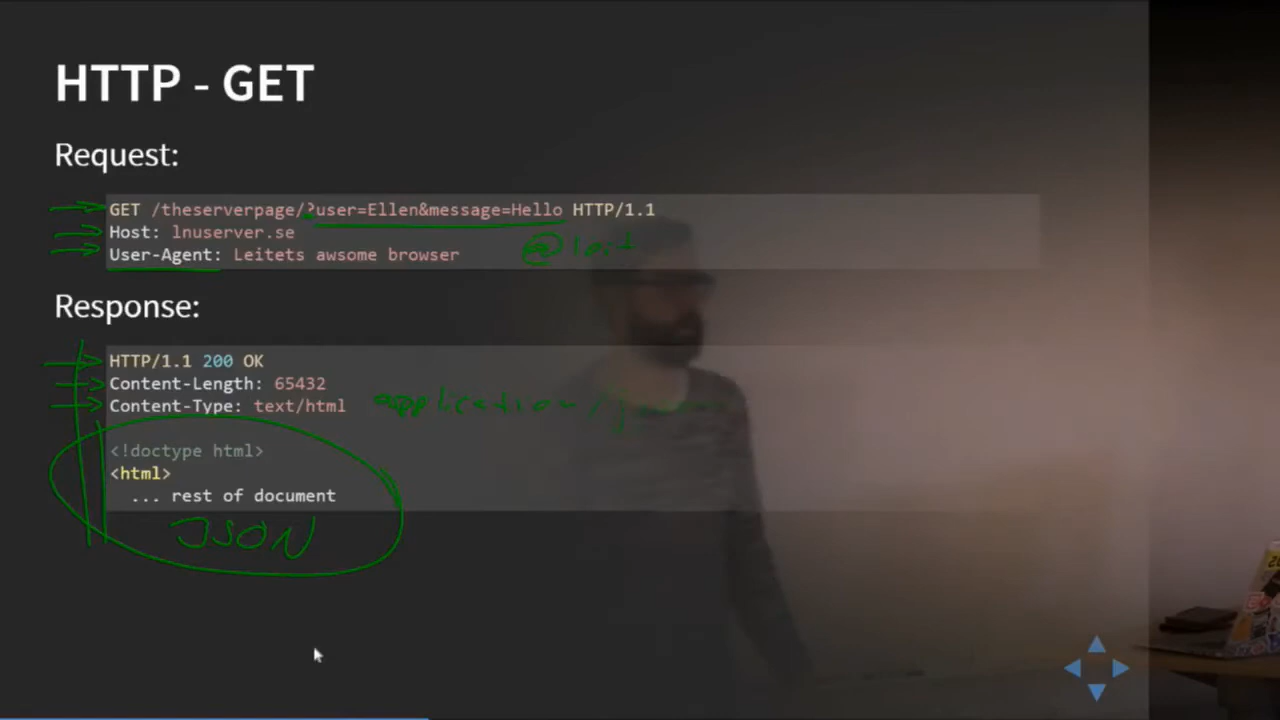 HTTP - GET
Request:
GET /theserverpage/?user=Ellen&message=Hello HTTP/1.1
Host: lnuserver.se
User-Agent: Leitets awsome browser
Response:
HTTP/1.1 200 OK
Content-Length: 65432
Content-Type: text/html application/
<!doctype html>
<html>
... rest of document
JSON